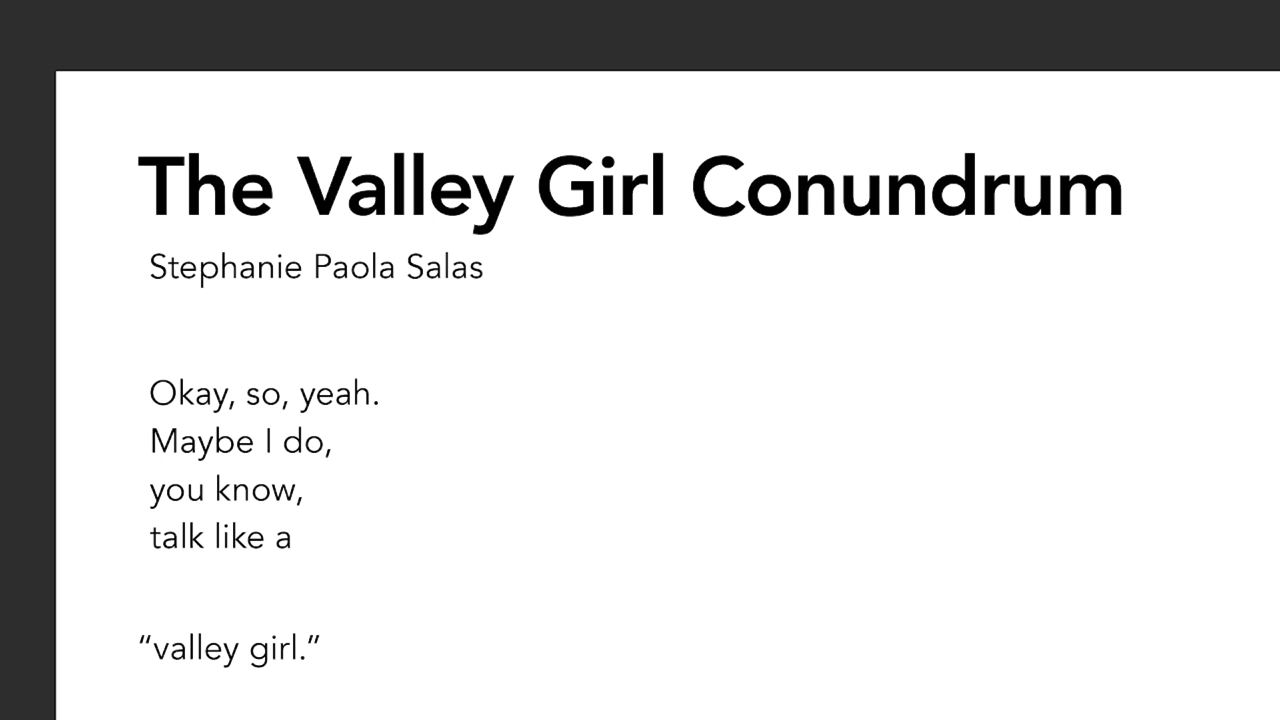 The Valley Girl Conundrum
Stephanie Paola Salas
Okay, so, yeah.
Maybe I do,
you know,
talk like a
“valley girl.”